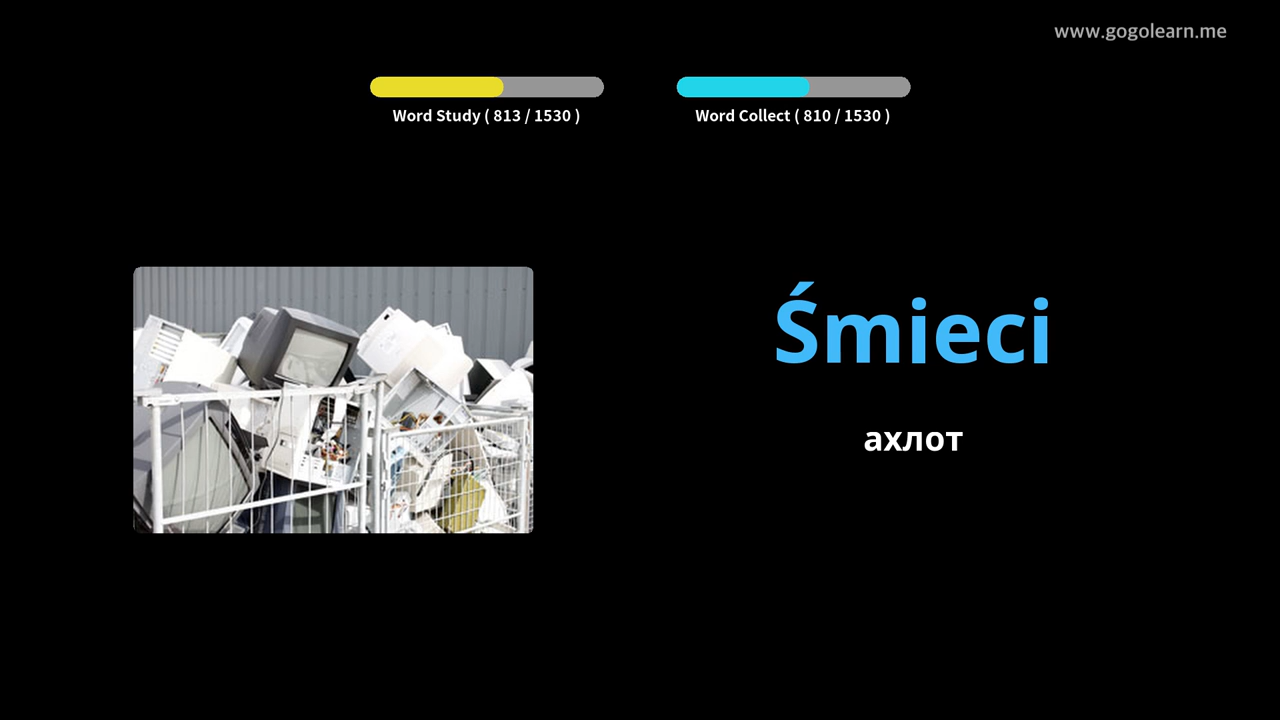 www.gogolearn.me
Word Study ( 813 / 1530 )
Word Collect ( 810 / 1530 )
Śmieci
ахлот